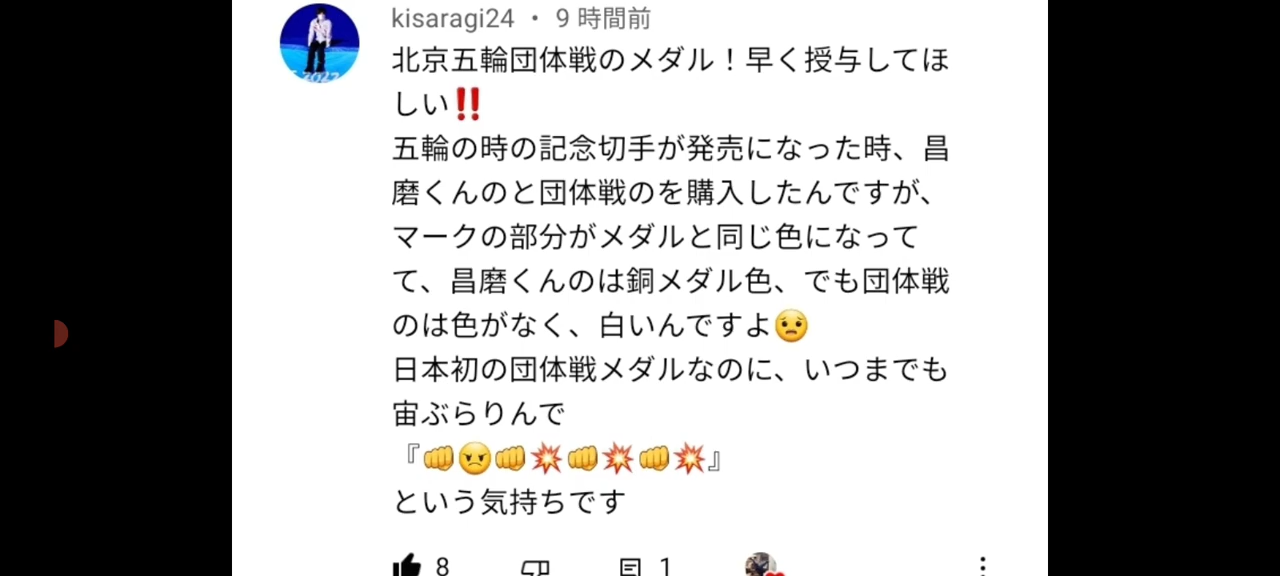 kisaragi24 ・ 9 時間前
北京五輪団体戦のメダル！早く授与してほ
しい‼️
五輪の時の記念切手が発売になった時、昌
磨くんのと団体戦のを購入したんですが、
マークの部分がメダルと同じ色になって
て、昌磨くんのは銅メダル色、でも団体戦
のは色がなく、白いんですよ😟
日本初の団体戦メダルなのに、いつまでも
宙ぶらりんで
『👊😠👊💥👊💥👊💥』
という気持ちです
8 1